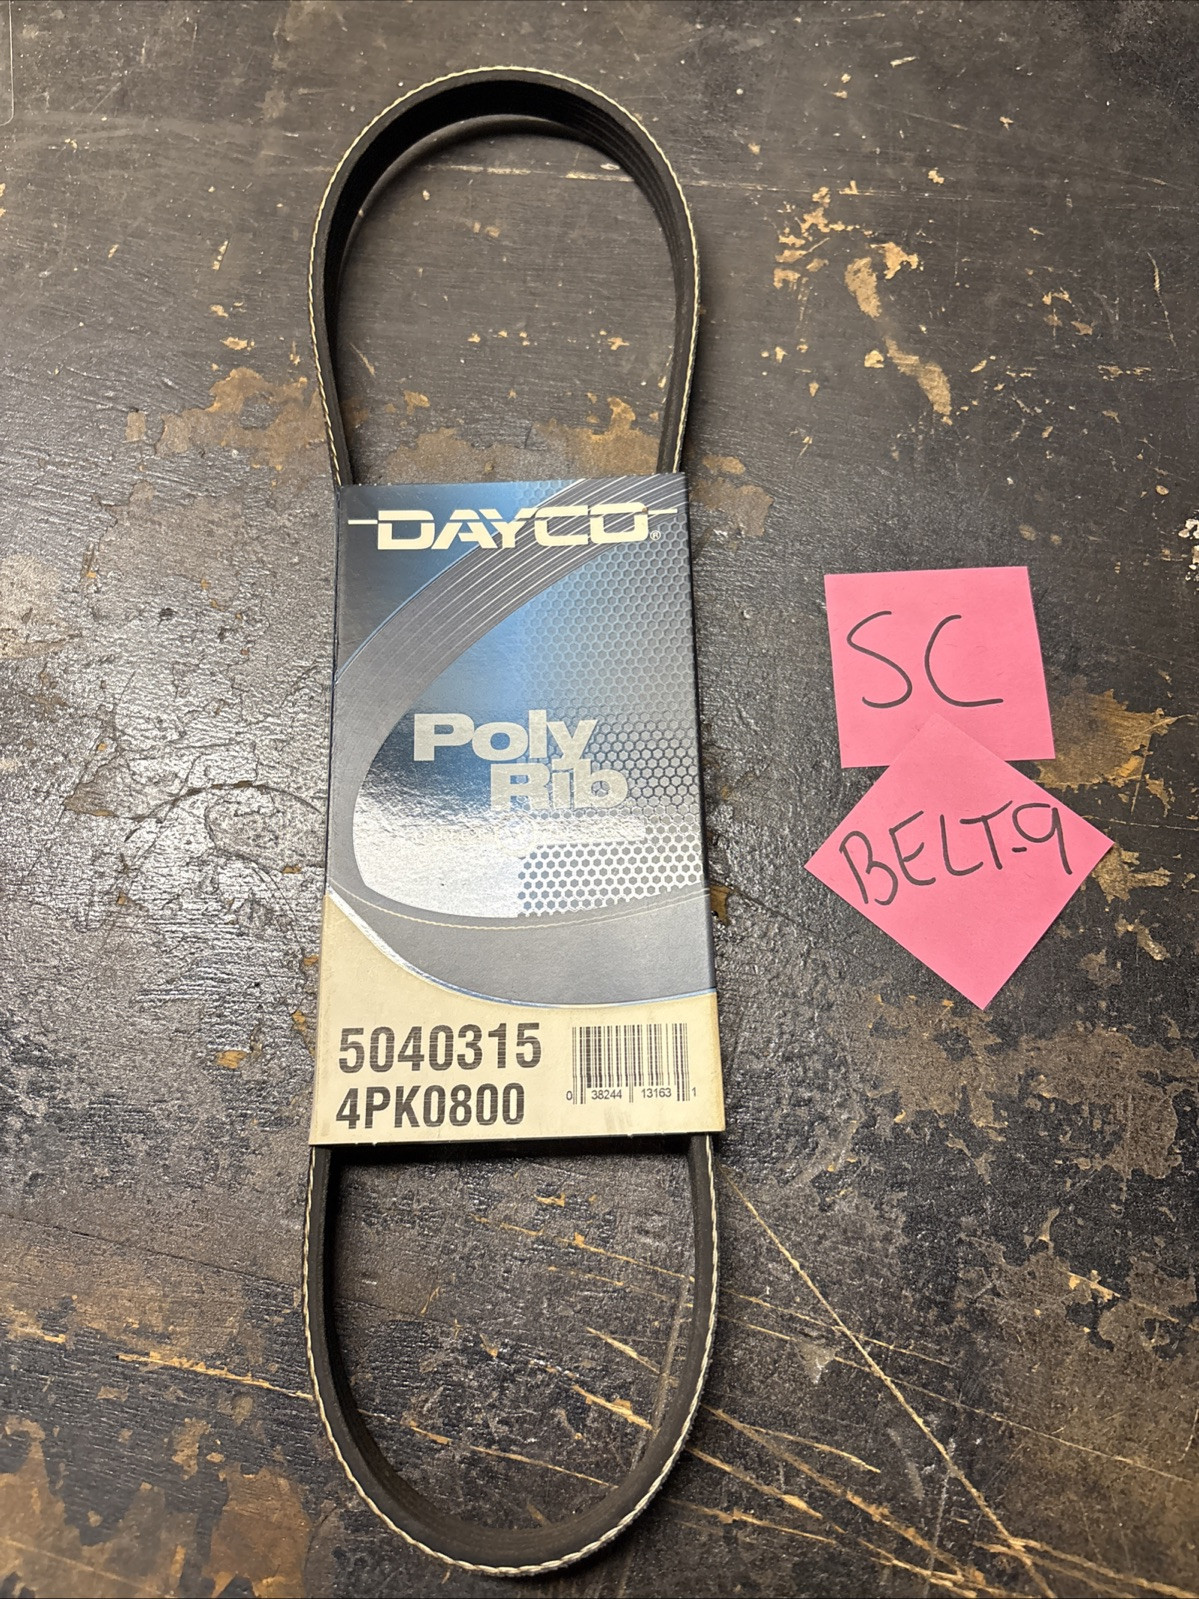 DAYCO®
Poly
Rib
5040315
4PK0800
0 38244 13163 1
SC
BELT-9